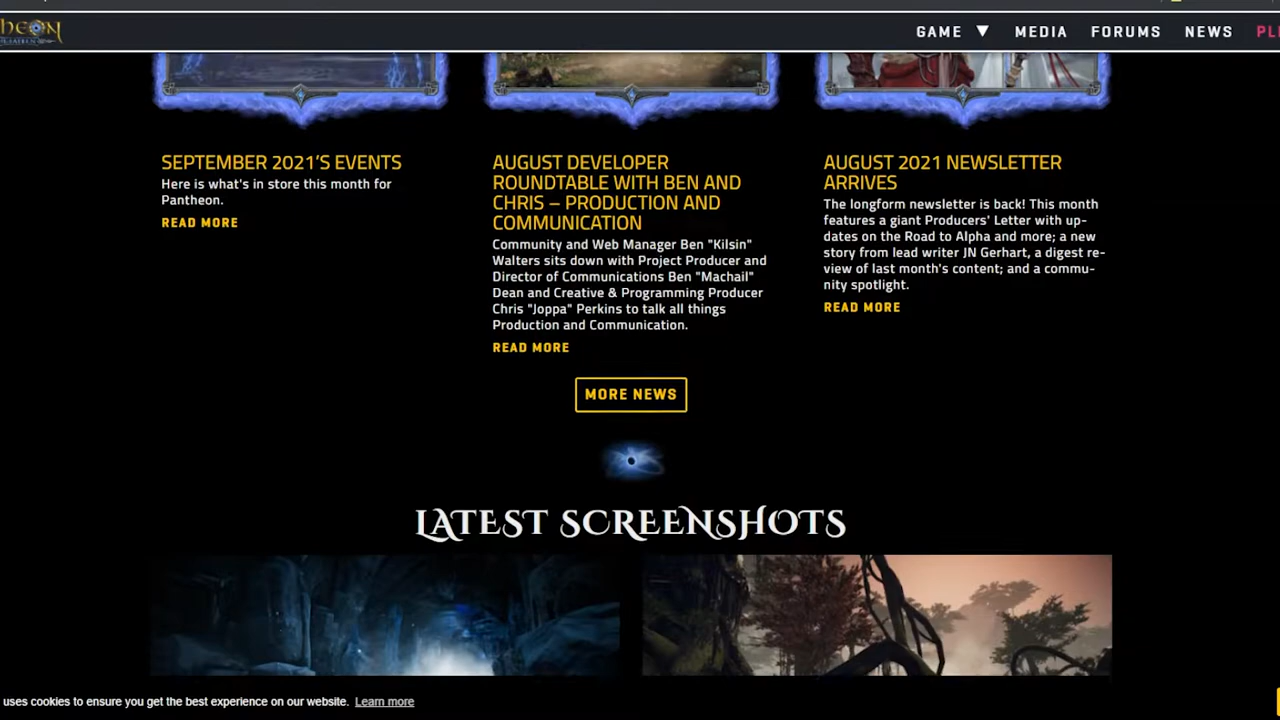 GAME ▼ MEDIA FORUMS NEWS
SEPTEMBER 2021'S EVENTS
Here is what's in store this month for
Pantheon.
READ MORE
AUGUST DEVELOPER
ROUNDTABLE WITH BEN AND
CHRIS – PRODUCTION AND
COMMUNICATION
Community and Web Manager Ben "Kilsin"
Walters sits down with Project Producer and
Director of Communications Ben "Machail"
Dean and Creative & Programming Producer
Chris "Joppa" Perkins to talk all things
Production and Communication.
READ MORE
AUGUST 2021 NEWSLETTER
ARRIVES
The longform newsletter is back! This month
features a giant Producers' Letter with up-
dates on the Road to Alpha and more; a new
story from lead writer JN Gerhart, a digest re-
view of last month's content; and a commu-
nity spotlight.
READ MORE
MORE NEWS
LATEST SCREENSHOTS
uses cookies to ensure you get the best experience on our website. Learn more